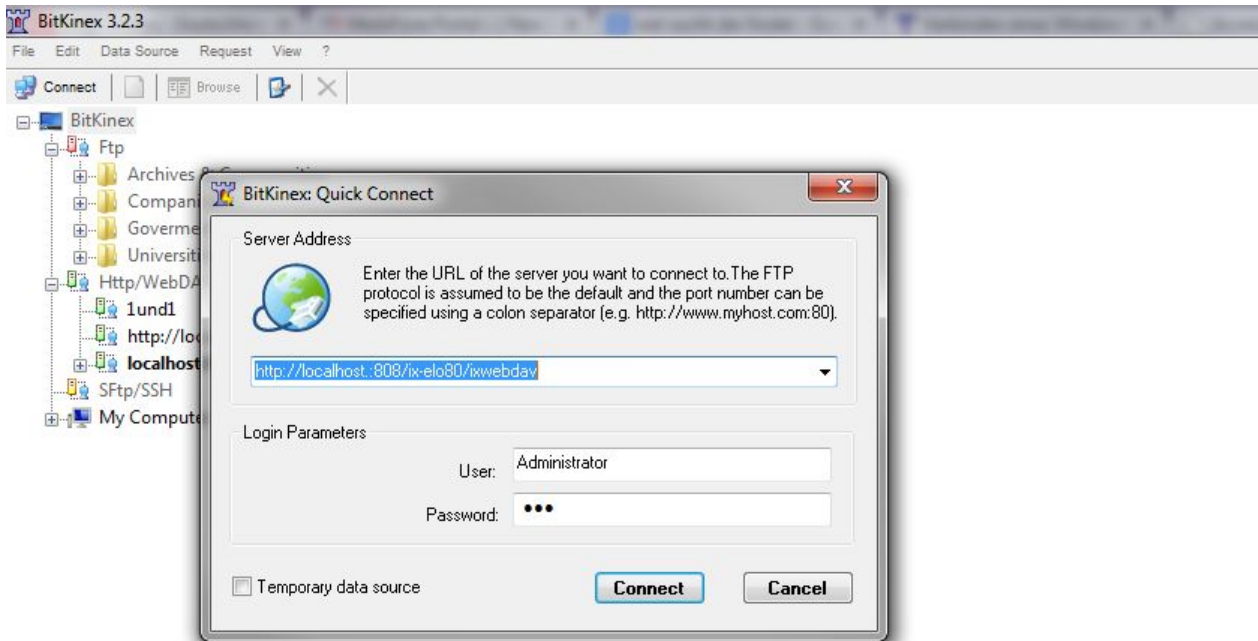 BitKinex 3.2.3
File Edit Data Source Request View ?
Connect Browse
BitKinex
Ftp
Archives &
Compani
Goverme
Universiti
Http/WebDA
1und1
http://loc
localhost
SFtp/SSH
My Compute
BitKinex: Quick Connect
Server Address
Enter the URL of the server you want to connect to.The FTP
protocol is assumed to be the default and the port number can be
specified using a colon separator (e.g. http://www.myhost.com:80).
http://localhost.:808/ix-elo80/ixwebdav
Login Parameters
User: Administrator
Password: •••
Temporary data source
Connect Cancel